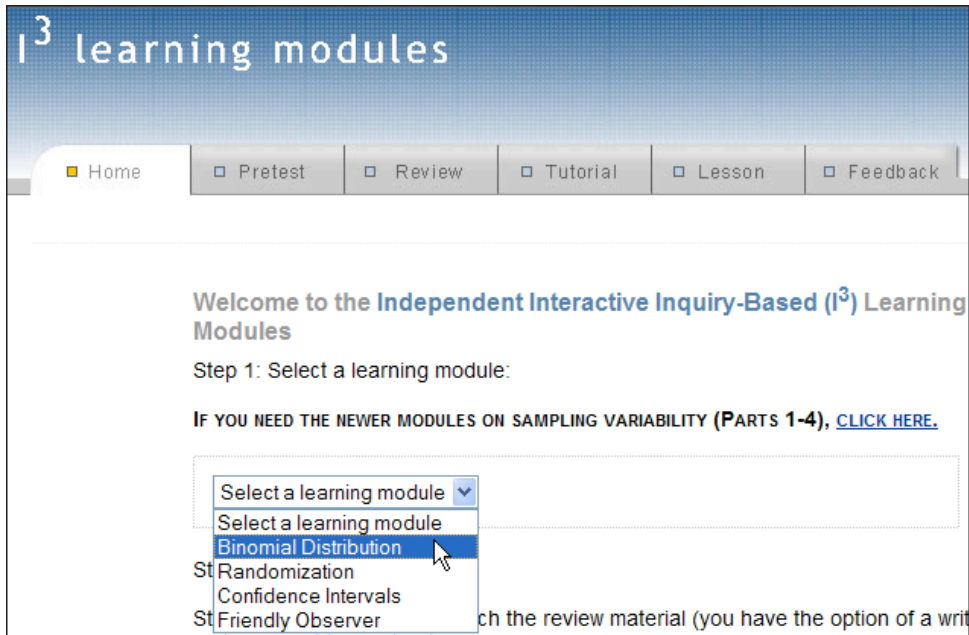 I3 learning modules
Home Pretest Review Tutorial Lesson Feedback
Welcome to the Independent Interactive Inquiry-Based (I3) Learning
Modules
Step 1: Select a learning module:
IF YOU NEED THE NEWER MODULES ON SAMPLING VARIABILITY (PARTS 1-4), CLICK HERE.
Select a learning module
Select a learning module
Binomial Distribution
Randomization
Confidence Intervals
Friendly Observer
the review material (you have the option of a